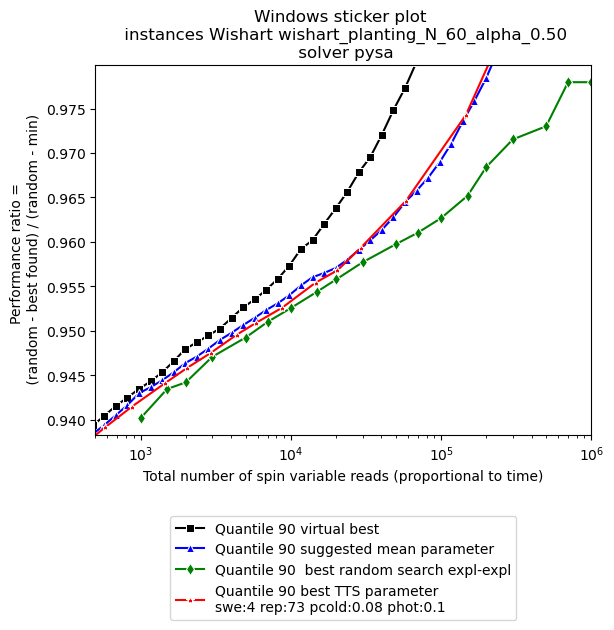 Windows sticker plot
instances Wishart wishart_planting_N_60_alpha_0.50
solver pysa
Performance ratio =
(random - best found) / (random - min)
0.975
0.970
0.965
0.960
0.955
0.950
0.945
0.940
10³
10⁴
10⁵
10⁶
Total number of spin variable reads (proportional to time)
Quantile 90 virtual best
Quantile 90 suggested mean parameter
Quantile 90  best random search expl-expl
Quantile 90 best TTS parameter
swe:4 rep:73 pcold:0.08 phot:0.1